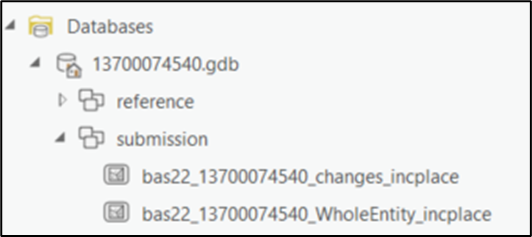 Databases
13700074540.gdb
reference
submission
bas22_13700074540_changes_incplace
bas22_13700074540_WholeEntity_incplace